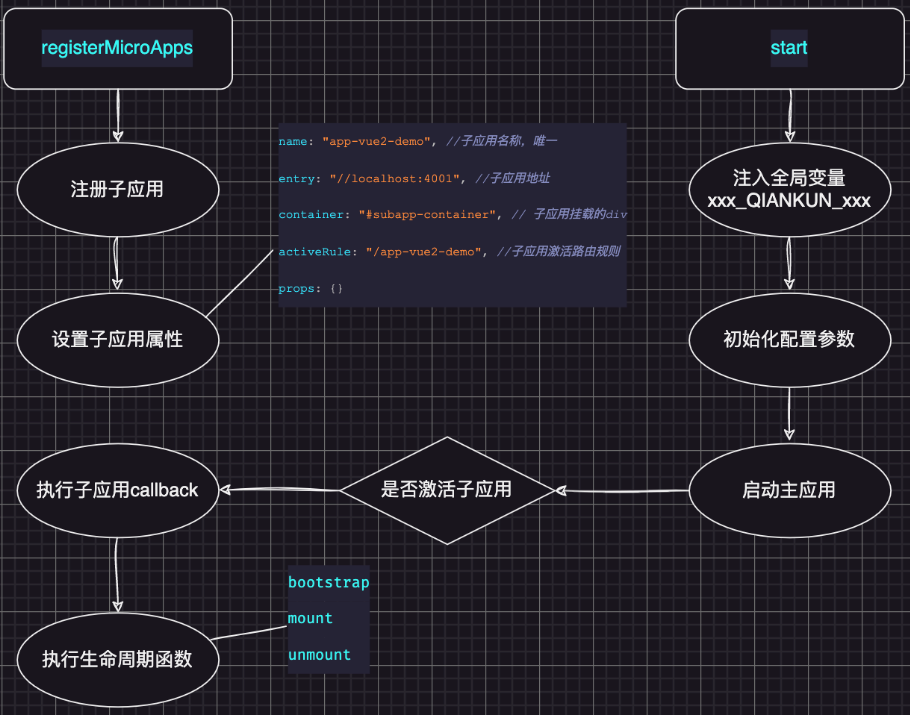 registerMicroApps
start
注册子应用
name: "app-vue2-demo", //子应用名称，唯一
entry: "//localhost:4001", //子应用地址
container: "#subapp-container", // 子应用挂载的div
activeRule: "/app-vue2-demo", //子应用激活路由规则
props: {}
注入全局变量
xxx_QIANKUN_xxx
设置子应用属性
初始化配置参数
执行子应用callback
是否激活子应用
启动主应用
bootstrap
mount
unmount
执行生命周期函数